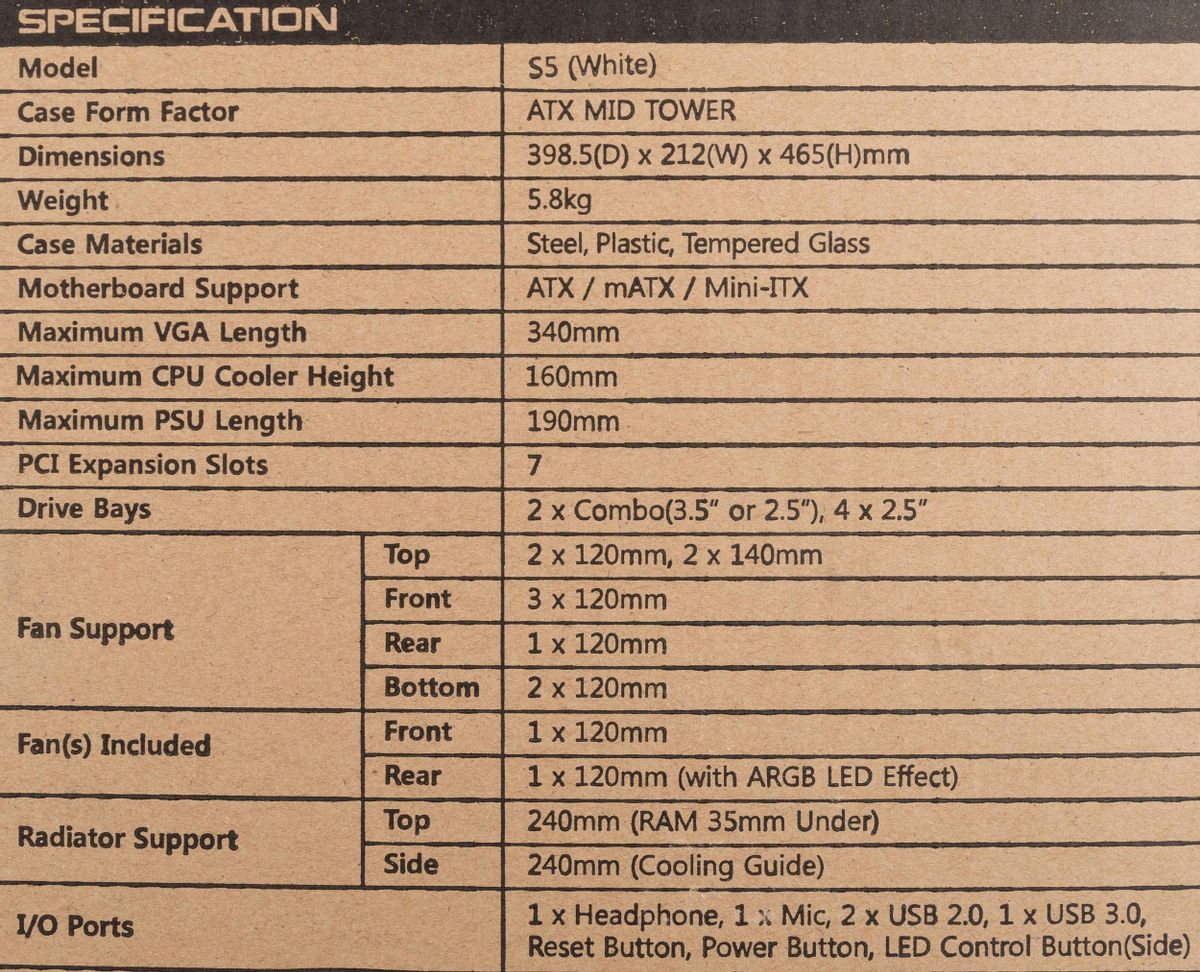 SPECIFICATION
Model S5 (White)
Case Form Factor ATX MID TOWER
Dimensions 398.5(D) x 212(W) x 465(H)mm
Weight 5.8kg
Case Materials Steel, Plastic, Tempered Glass
Motherboard Support ATX / mATX / Mini-ITX
Maximum VGA Length 340mm
Maximum CPU Cooler Height 160mm
Maximum PSU Length 190mm
PCI Expansion Slots 7
Drive Bays 2 x Combo(3.5" or 2.5"), 4 x 2.5"
Fan Support
Top 2 x 120mm, 2 x 140mm
Front 3 x 120mm
Rear 1 x 120mm
Bottom 2 x 120mm
Fan(s) Included
Front 1 x 120mm
Rear 1 x 120mm (with ARGB LED Effect)
Radiator Support
Top 240mm (RAM 35mm Under)
Side 240mm (Cooling Guide)
I/O Ports
1 x Headphone, 1 x Mic, 2 x USB 2.0, 1 x USB 3.0,
Reset Button, Power Button, LED Control Button(Side)